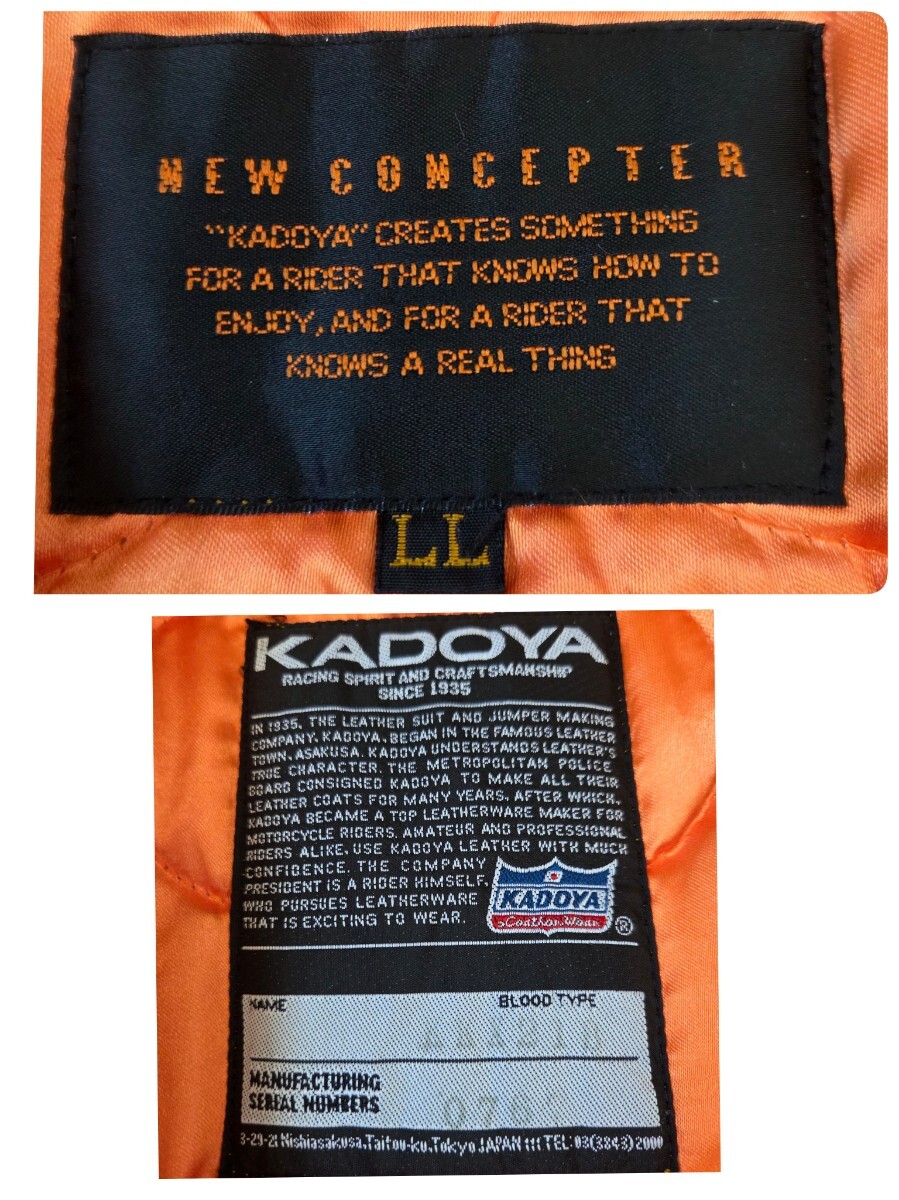 NEW CONCEPTER
"KADOYA" CREATES SOMETHING
FOR A RIDER THAT KNOWS HOW TO
ENJOY, AND FOR A RIDER THAT
KNOWS A REAL THING
LL
KADOYA
RACING SPIRIT AND CRAFTSMANSHIP
SINCE 1935
IN 1935, THE LEATHER SUIT AND JUMPER MAKING
COMPANY, KADOYA, BEGAN IN THE FAMOUS LEATHER
TOWN, ASAKUSA. KADOYA UNDERSTANDS LEATHER'S
TRUE CHARACTER. THE METROPOLITAN POLICE
BOARD CONSIGNED KADOYA TO MAKE ALL THEIR
LEATHER COATS FOR MANY YEARS. AFTER WHICH,
KADOYA BECAME A TOP LEATHERWARE MAKER FOR
MOTORCYCLE RIDERS. AMATEUR AND PROFESSIONAL
RIDERS ALIKE, USE KADOYA LEATHER WITH MUCH
CONFIDENCE. THE COMPANY
PRESIDENT IS A RIDER HIMSELF,
WHO PURSUES LEATHERWARE
THAT IS EXCITING TO WEAR.
KADOYA
Leather Wear
®
NAME BLOOD TYPE
MANUFACTURING
SERIAL NUMBERS
3-29-21 Nishiasakusa.Taitou-ku.Tokyo JAPAN ttt TEL: 03(3843)2000